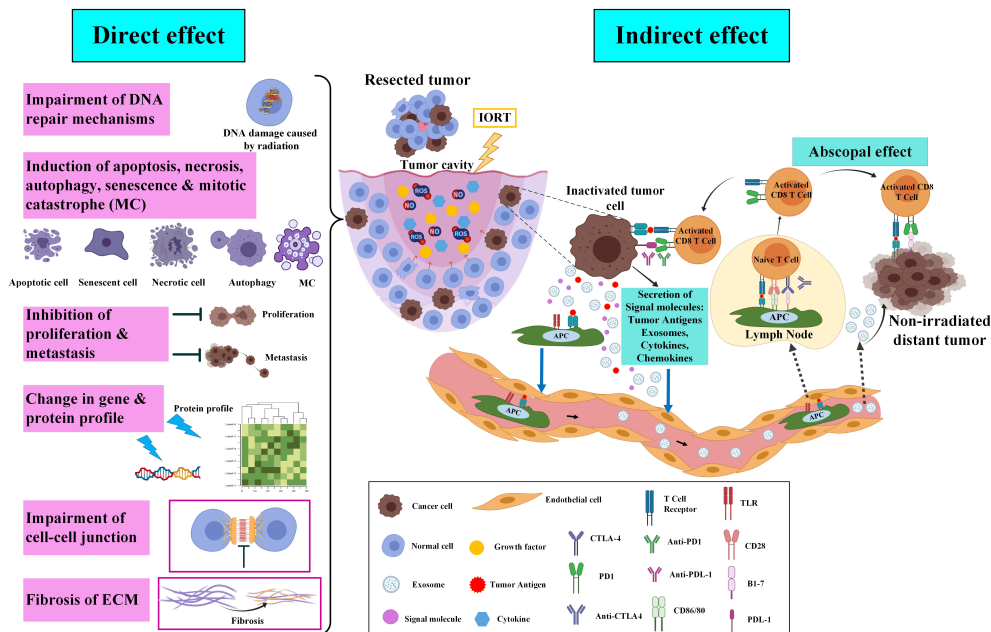 Direct effect
Impairment of DNA
repair mechanisms
DNA damage caused
by radiation
Induction of apoptosis, necrosis,
autophagy, senescence & mitotic
catastrophe (MC)
Apoptotic cell
Senescent cell
Necrotic cell
Autophagy
MC
Inhibition of
proliferation &
metastasis
Proliferation
Metastasis
Change in gene &
protein profile
Protein profile
Impairment of
cell-cell junction
Fibrosis of ECM
Fibrosis
Indirect effect
Resected tumor
IORT
Tumor cavity
ROS
NO
NO
ROS
NO
ROS
Inactivated tumor
cell
Activated
CD8 T Cell
Abscopal effect
Activated
CD8 T Cell
Activated CD8
T Cell
Naive T Cell
APC
Lymph Node
Non-irradiated
distant tumor
Secretion of
Signal molecules:
Tumor Antigens
Exosomes,
Cytokines,
Chemokines
APC
APC
APC
Cancer cell
Endothelial cell
T Cell
Receptor
TLR
Normal cell
Growth factor
CTLA-4
Anti-PD1
CD28
Exosome
Tumor Antigen
PD1
Anti-PDL-1
B1-7
Signal molecule
Cytokine
Anti-CTLA4
CD86/80
PDL-1